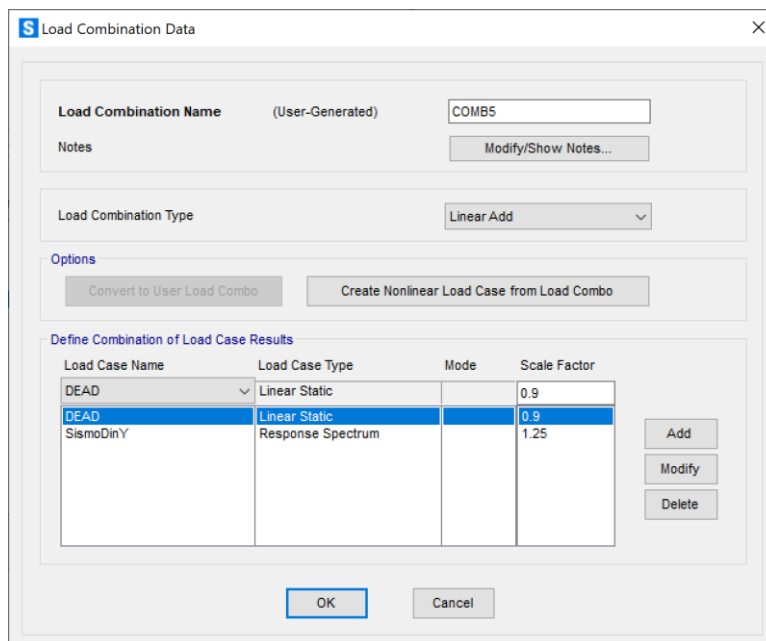 S Load Combination Data
Load Combination Name (User-Generated) COMB5
Notes Modify/Show Notes...
Load Combination Type Linear Add
Options
Convert to User Load Combo Create Nonlinear Load Case from Load Combo
Define Combination of Load Case Results
Load Case Name Load Case Type Mode Scale Factor
DEAD Linear Static 0.9
DEAD Linear Static 0.9
SismoDinY Response Spectrum 1.25
Add
Modify
Delete
OK Cancel